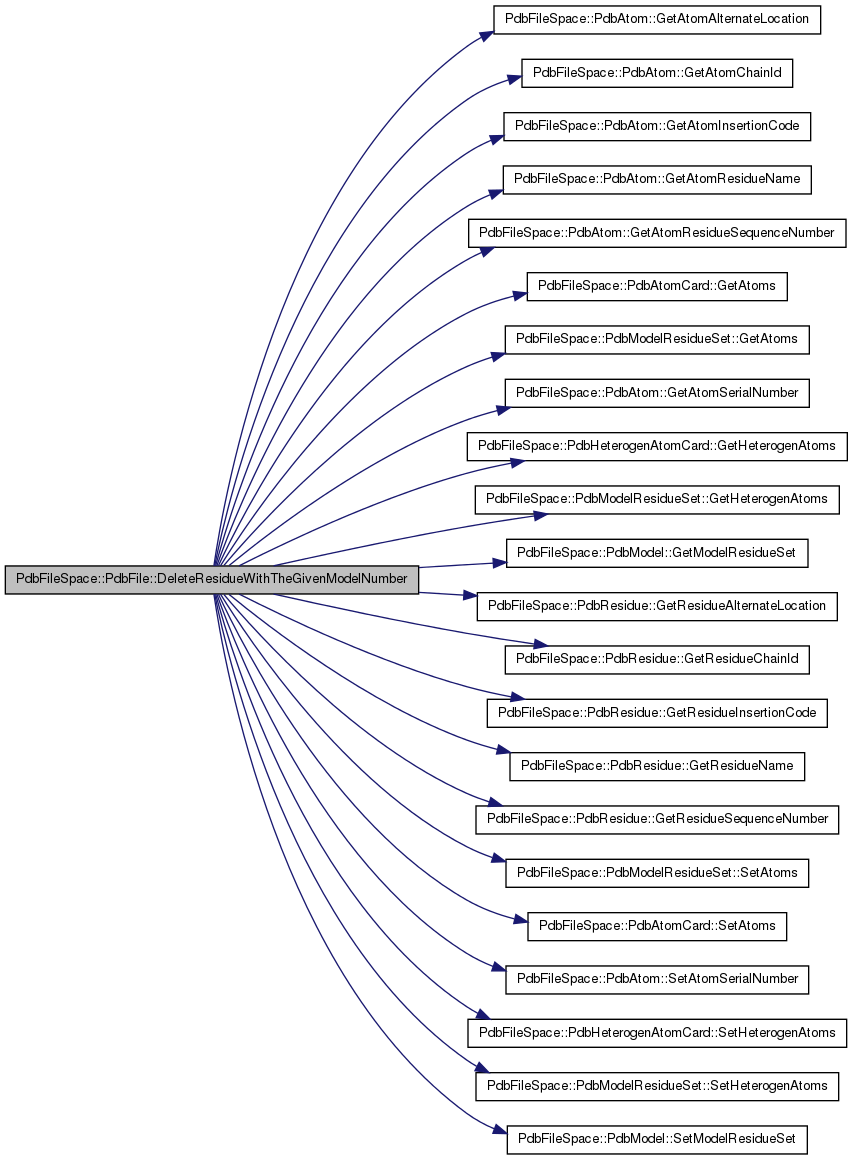 PdbFileSpace::PdbAtom::GetAtomAlternateLocation
PdbFileSpace::PdbAtom::GetAtomChainId
PdbFileSpace::PdbAtom::GetAtomInsertionCode
PdbFileSpace::PdbAtom::GetAtomResidueName
PdbFileSpace::PdbAtom::GetAtomResidueSequenceNumber
PdbFileSpace::PdbAtomCard::GetAtoms
PdbFileSpace::PdbModelResidueSet::GetAtoms
PdbFileSpace::PdbAtom::GetAtomSerialNumber
PdbFileSpace::PdbHeterogenAtomCard::GetHeterogenAtoms
PdbFileSpace::PdbModelResidueSet::GetHeterogenAtoms
PdbFileSpace::PdbModel::GetModelResidueSet
PdbFileSpace::PdbFile::DeleteResidueWithTheGivenModelNumber
PdbFileSpace::PdbResidue::GetResidueAlternateLocation
PdbFileSpace::PdbResidue::GetResidueChainId
PdbFileSpace::PdbResidue::GetResidueInsertionCode
PdbFileSpace::PdbResidue::GetResidueName
PdbFileSpace::PdbResidue::GetResidueSequenceNumber
PdbFileSpace::PdbModelResidueSet::SetAtoms
PdbFileSpace::PdbAtomCard::SetAtoms
PdbFileSpace::PdbAtom::SetAtomSerialNumber
PdbFileSpace::PdbHeterogenAtomCard::SetHeterogenAtoms
PdbFileSpace::PdbModelResidueSet::SetHeterogenAtoms
PdbFileSpace::PdbModel::SetModelResidueSet